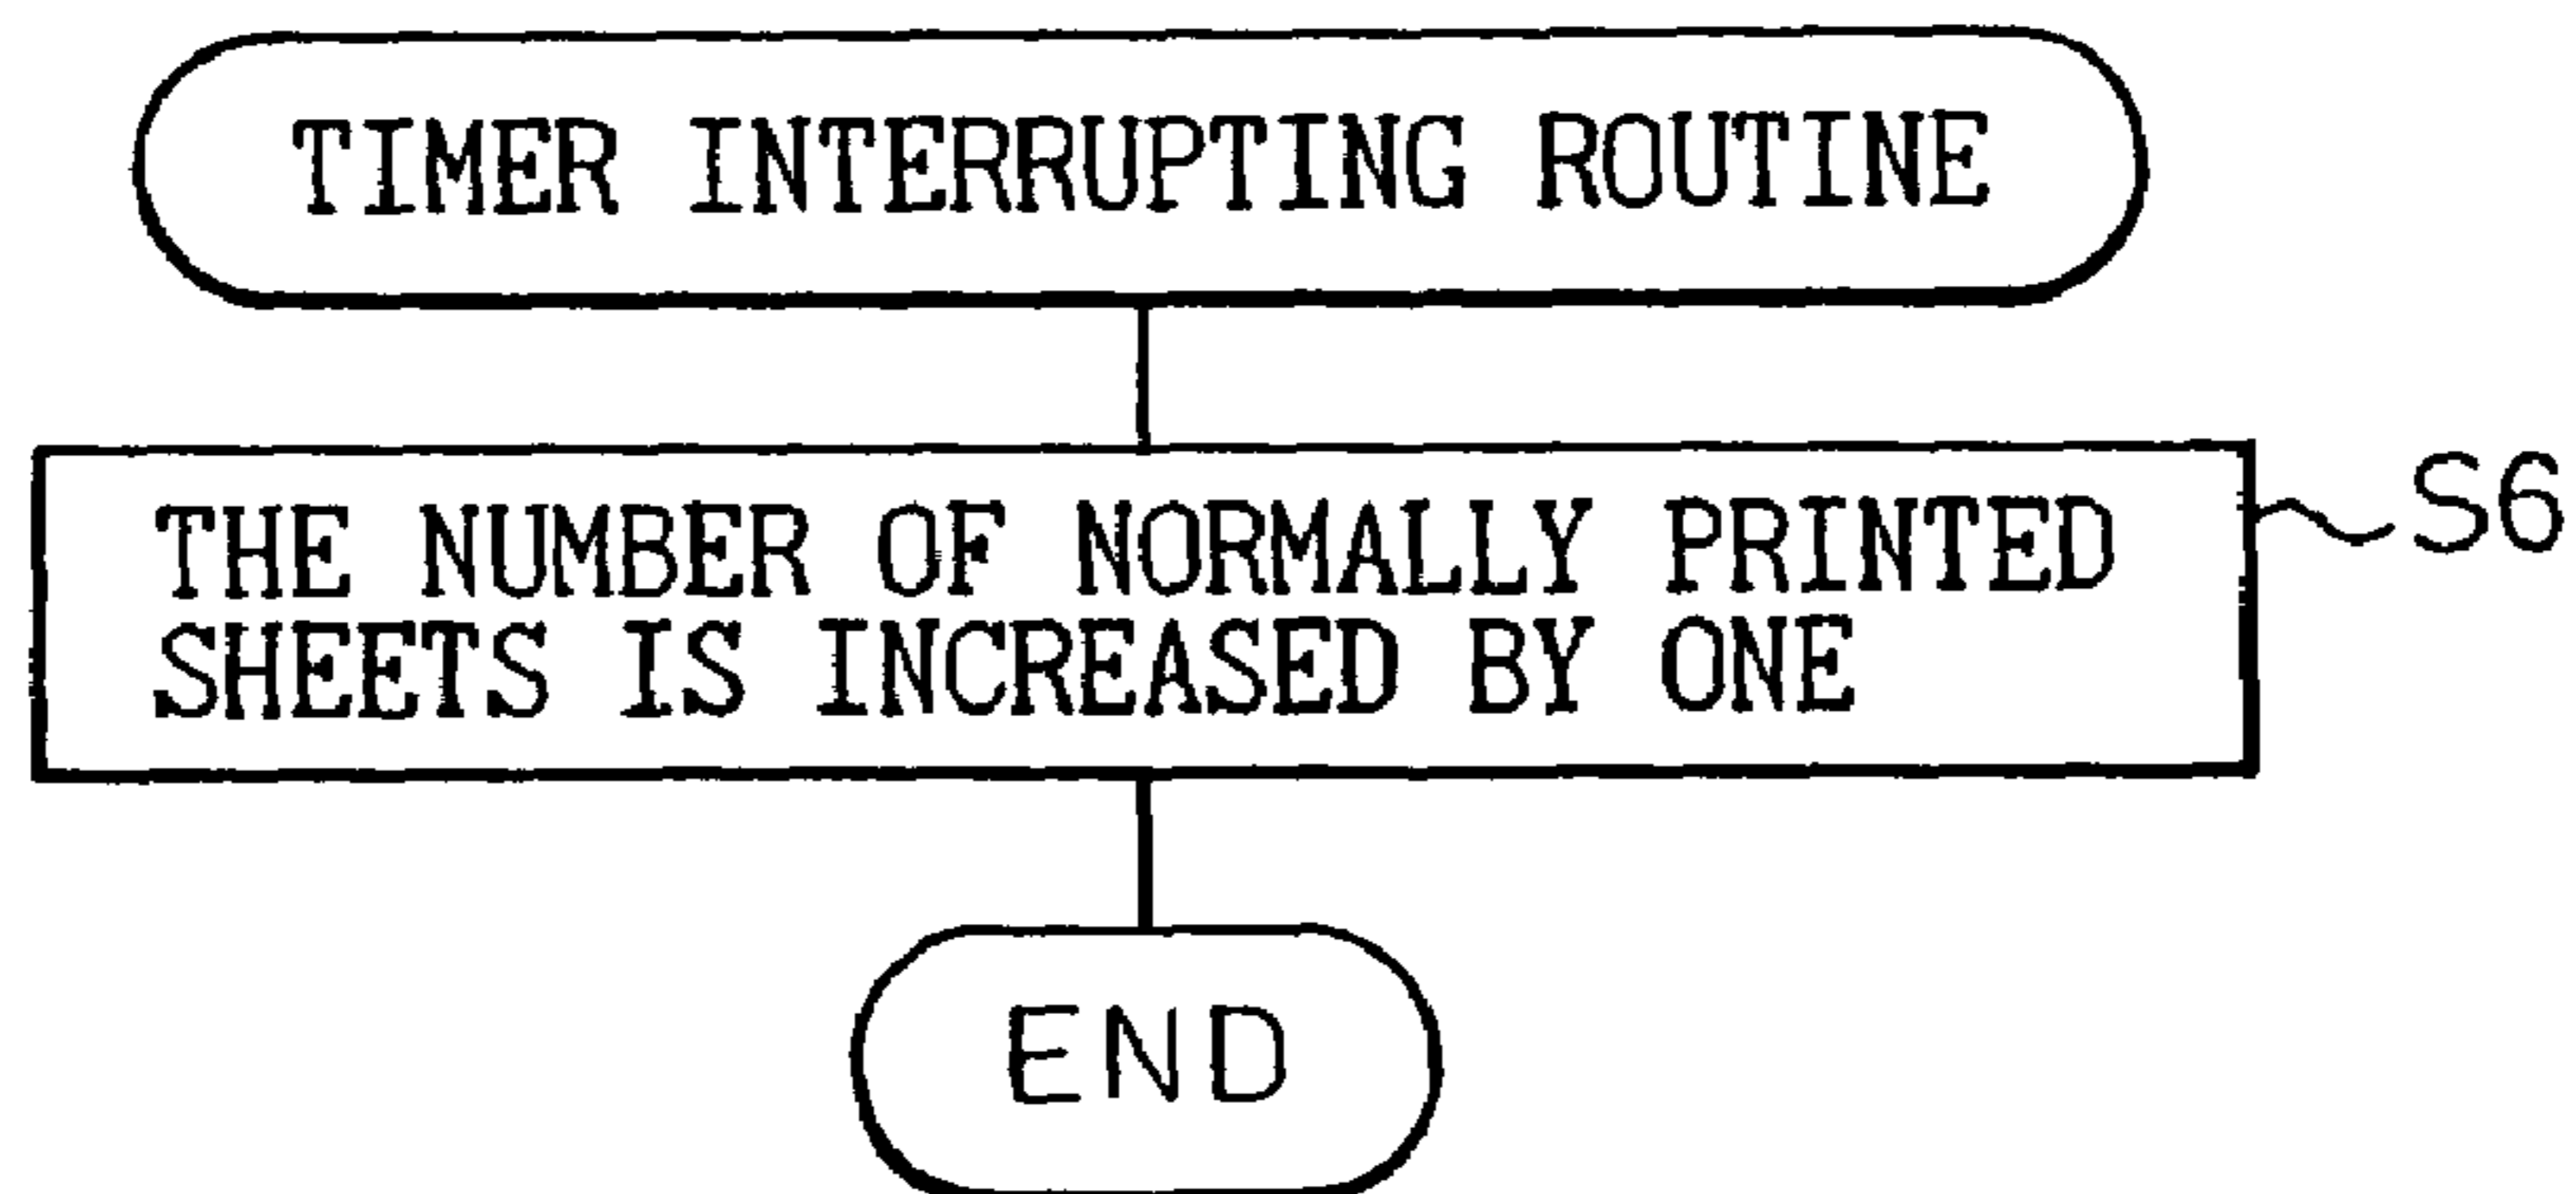 TIMER INTERRUPTING ROUTINE
THE NUMBER OF NORMALLY PRINTED
SHEETS IS INCREASED BY ONE
S6
END